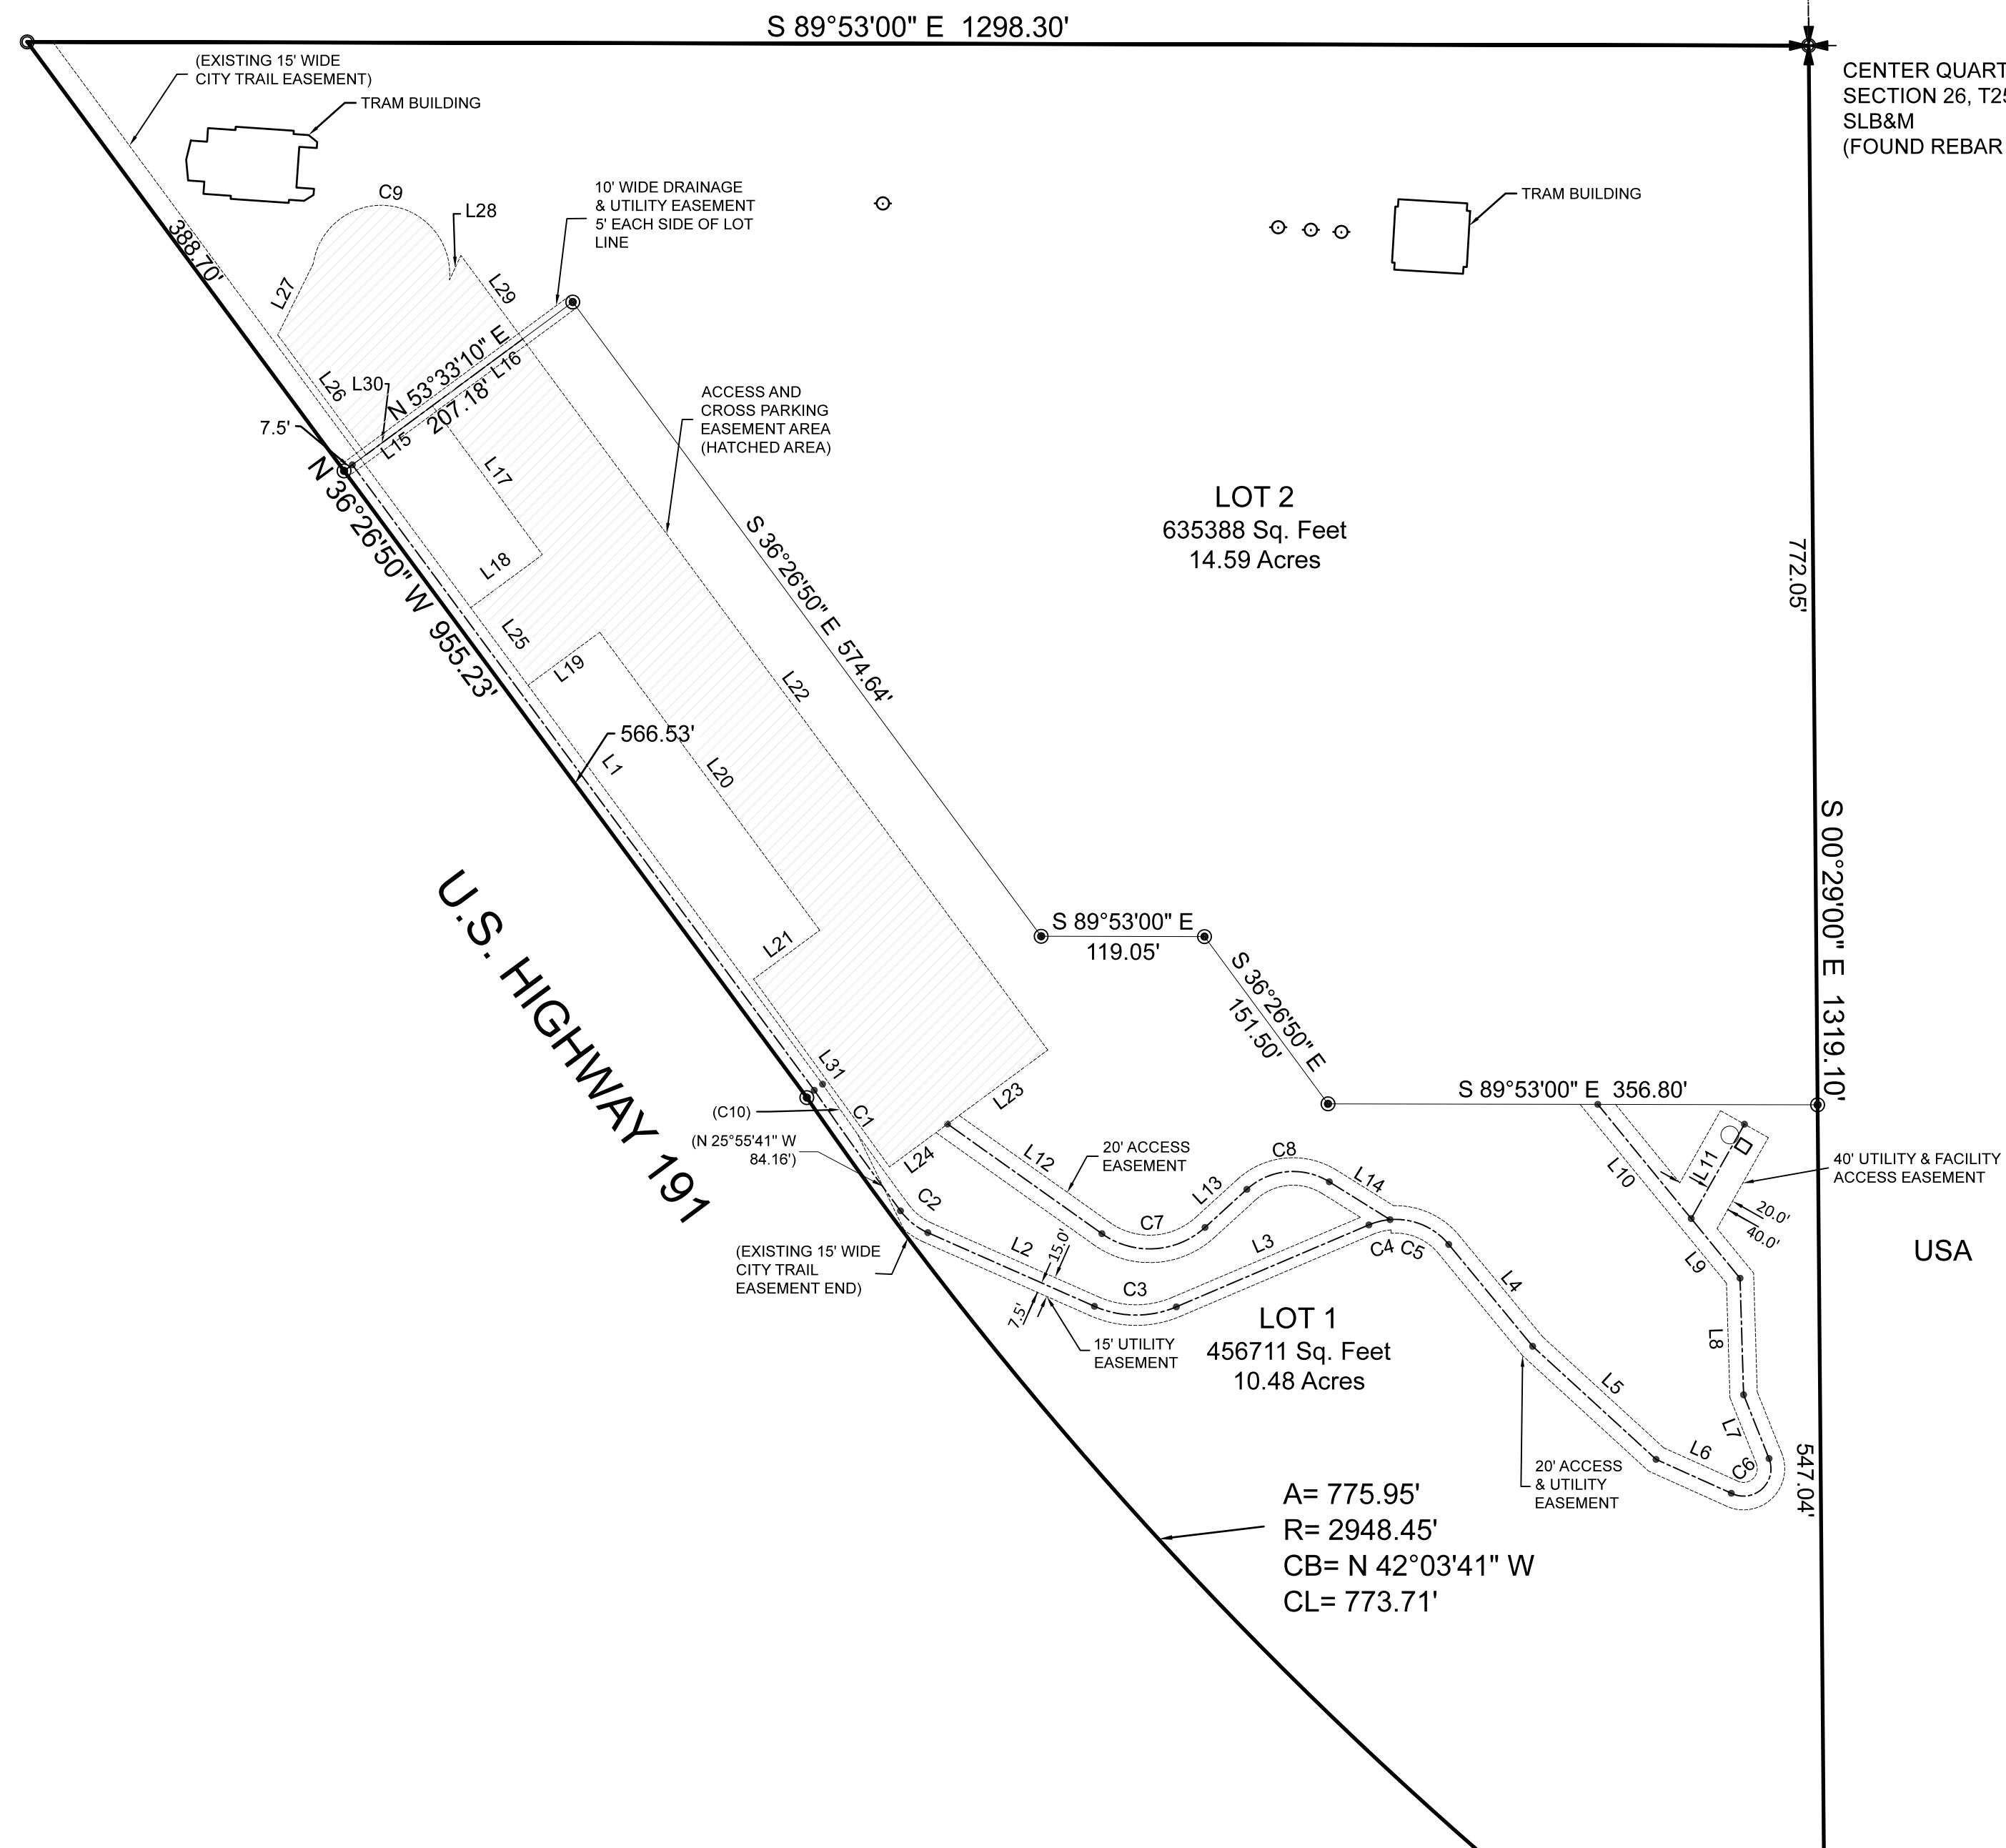 S 89°53'00" E 1298.30'
(EXISTING 15' WIDE
CITY TRAIL EASEMENT)
TRAM BUILDING
CENTER QUART
SECTION 26, T25
SLB&M
(FOUND REBAR
C9
L28
10' WIDE DRAINAGE
& UTILITY EASEMENT
5' EACH SIDE OF LOT
LINE
TRAM BUILDING
388.70'
L27
L29
L26
L30
N 53°33'10" E
207.18'
L16
L15
7.5'
ACCESS AND
CROSS PARKING
EASEMENT AREA
(HATCHED AREA)
L17
N 36°26'50" W 955.23'
LOT 2
635388 Sq. Feet
14.59 Acres
S 36°26'50" E 574.64'
772.05'
L18
L25
L19
L22
566.53'
L1
L20
S 00°29'00" E 1319.10'
U.S. HIGHWAY 191
L21
S 89°53'00" E
119.05'
S 36°26'50" E
151.50'
L31
L23
S 89°53'00" E 356.80'
(C10)
C1
(N 25°55'41" W
84.16')
L24
L12
20' ACCESS
EASEMENT
C8
L14
L13
L10
L11
40' UTILITY & FACILITY
ACCESS EASEMENT
20.0'
40.0'
C2
C7
L2
15.0'
L3
C4
C5
L9
USA
(EXISTING 15' WIDE
CITY TRAIL
EASEMENT END)
C3
7.5'
L4
LOT 1
456711 Sq. Feet
10.48 Acres
15' UTILITY
EASEMENT
L8
L5
L7
L6
C6
547.04'
20' ACCESS
& UTILITY
EASEMENT
A= 775.95'
R= 2948.45'
CB= N 42°03'41" W
CL= 773.71'